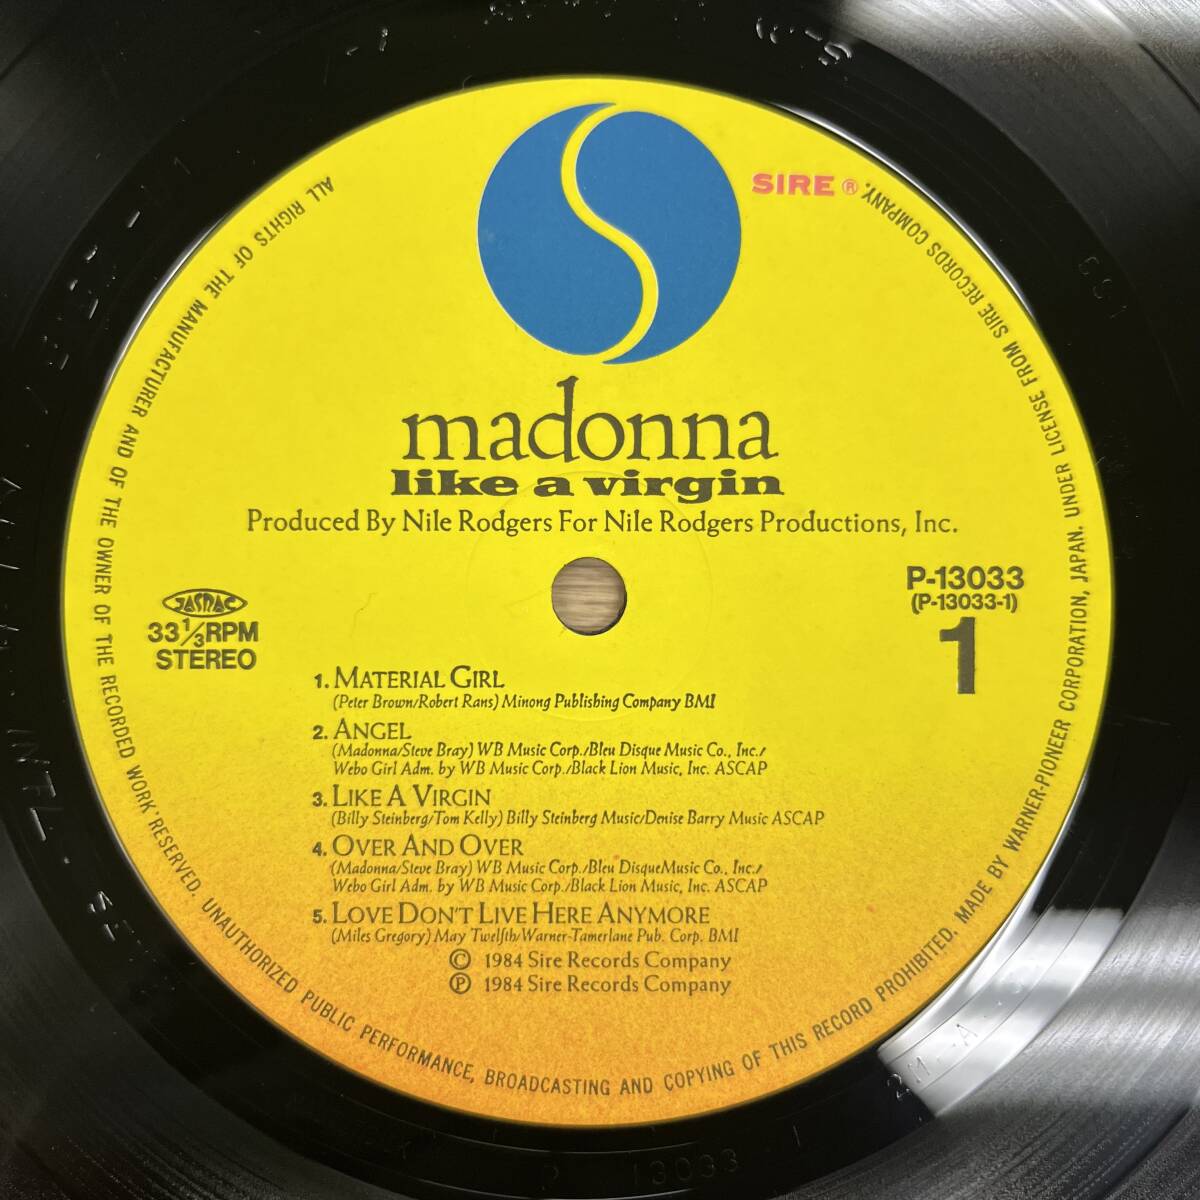 SIRE ®
madonna
like a virgin
Produced By Nile Rodgers For Nile Rodgers Productions, Inc.
P-13033
(P-13033-1)
1
JASRAC
33 1/3 RPM
STEREO
1. MATERIAL GIRL
(Peter Brown/Robert Rans) Minong Publishing Company BMI
2. ANGEL
(Madonna/Steve Bray) WB Music Corp./Bleu Disque Music Co., Inc./
Webo Girl Adm. by WB Music Corp./Black Lion Music, Inc. ASCAP
3. LIKE A VIRGIN
(Billy Steinberg/Tom Kelly) Billy Steinberg Music/Denise Barry Music ASCAP
4. OVER AND OVER
(Madonna/Steve Bray) WB Music Corp./Bleu DisqueMusic Co., Inc./
Webo Girl Adm. by WB Music Corp./Black Lion Music, Inc. ASCAP
5. LOVE DON'T LIVE HERE ANYMORE
(Miles Gregory) May Twelfth/Warner-Tamerlane Pub. Corp. BMI
© 1984 Sire Records Company
℗ 1984 Sire Records Company
ALL RIGHTS OF THE MANUFACTURER AND OF THE OWNER OF THE RECORDED WORK RESERVED. UNAUTHORIZED PUBLIC PERFORMANCE, BROADCASTING AND COPYING OF THIS RECORD PROHIBITED. MADE BY WARNER-PIONEER CORPORATION, JAPAN. UNDER LICENSE FROM SIRE RECORDS COMPANY.
13033